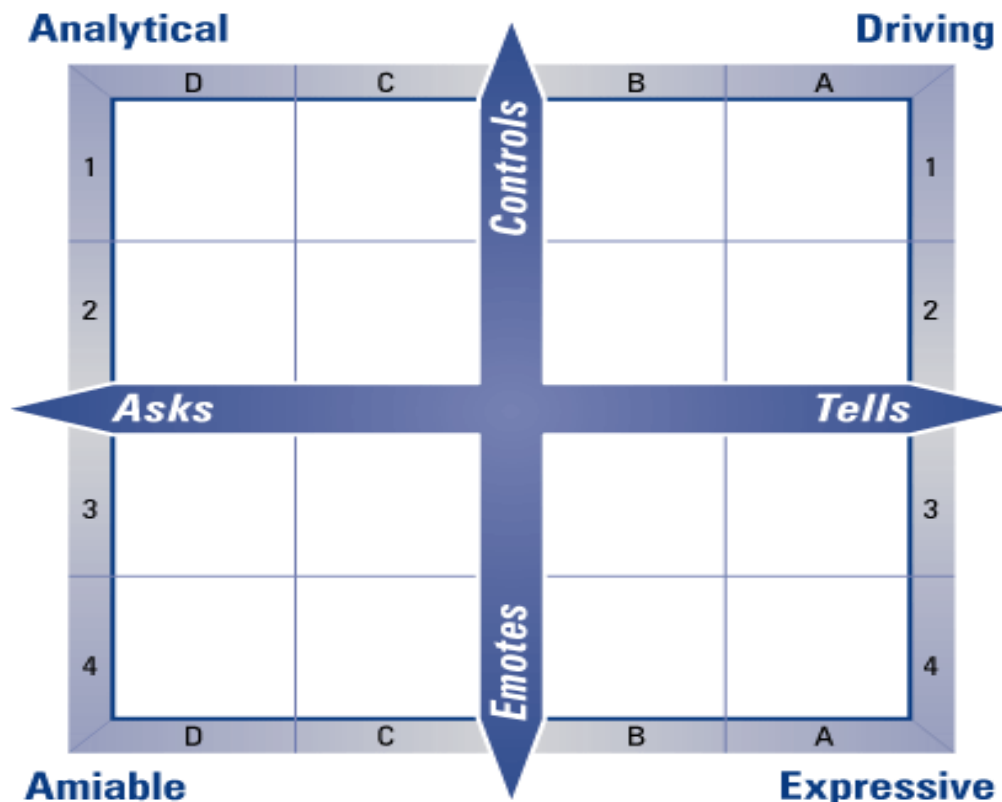 Analytical Driving
D C B A
Controls
1 1
2 2
Asks Tells
3 3
Emotes
4 4
D C B A
Amiable Expressive